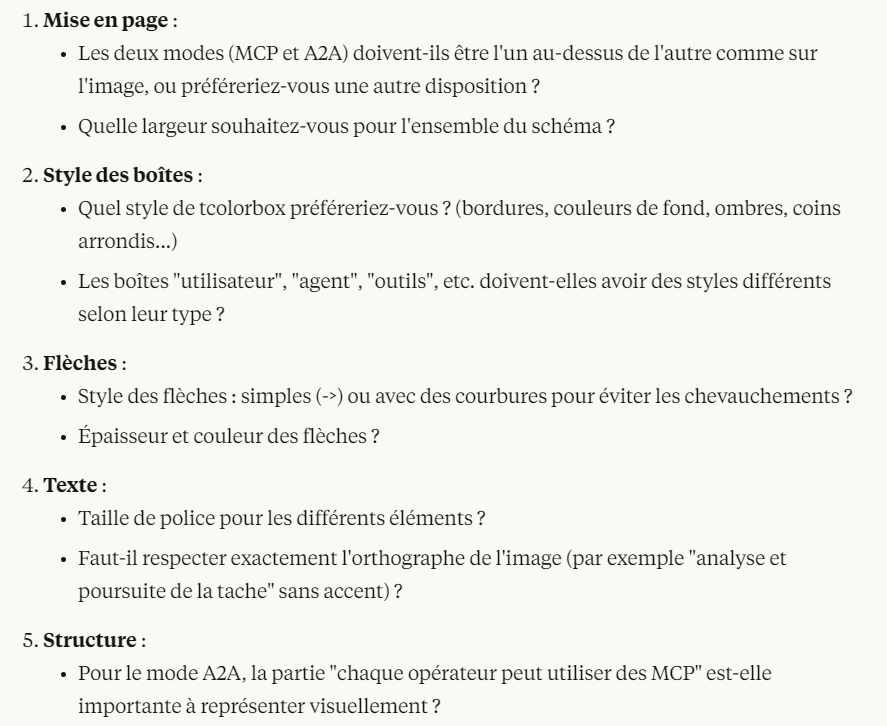 1. Mise en page :
• Les deux modes (MCP et A2A) doivent-ils être l'un au-dessus de l'autre comme sur
l'image, ou préféreriez-vous une autre disposition ?
• Quelle largeur souhaitez-vous pour l'ensemble du schéma ?
2. Style des boîtes :
• Quel style de tcolorbox préféreriez-vous ? (bordures, couleurs de fond, ombres, coins
arrondis...)
• Les boîtes "utilisateur", "agent", "outils", etc. doivent-elles avoir des styles différents
selon leur type ?
3. Flèches :
• Style des flèches : simples (->) ou avec des courbures pour éviter les chevauchements ?
• Épaisseur et couleur des flèches ?
4. Texte :
• Taille de police pour les différents éléments ?
• Faut-il respecter exactement l'orthographe de l'image (par exemple "analyse et
poursuite de la tache" sans accent) ?
5. Structure :
• Pour le mode A2A, la partie "chaque opérateur peut utiliser des MCP" est-elle
importante à représenter visuellement ?